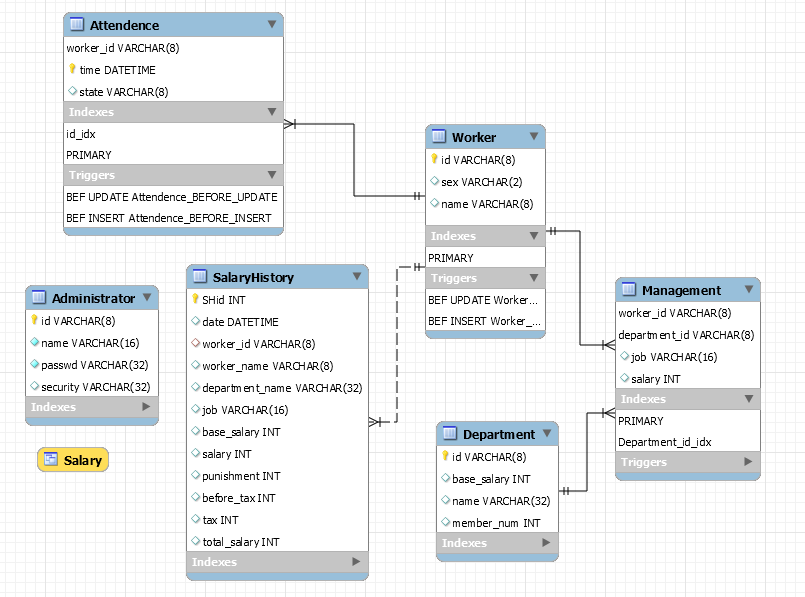 Attendence
worker_id VARCHAR(8)
time DATETIME
state VARCHAR(8)
Indexes
id_idx
PRIMARY
Triggers
BEF UPDATE Attendence_BEFORE_UPDATE
BEF INSERT Attendence_BEFORE_INSERT
Worker
id VARCHAR(8)
sex VARCHAR(2)
name VARCHAR(8)
Indexes
PRIMARY
Triggers
BEF UPDATE Worker...
BEF INSERT Worker_...
Administrator
id VARCHAR(8)
name VARCHAR(16)
passwd VARCHAR(32)
security VARCHAR(32)
Indexes
Salary
SalaryHistory
SHid INT
date DATETIME
worker_id VARCHAR(8)
worker_name VARCHAR(8)
department_name VARCHAR(32)
job VARCHAR(16)
base_salary INT
salary INT
punishment INT
before_tax INT
tax INT
total_salary INT
Indexes
Management
worker_id VARCHAR(8)
department_id VARCHAR(8)
job VARCHAR(16)
salary INT
Indexes
PRIMARY
Department_id_idx
Triggers
Department
id VARCHAR(8)
base_salary INT
name VARCHAR(32)
member_num INT
Indexes